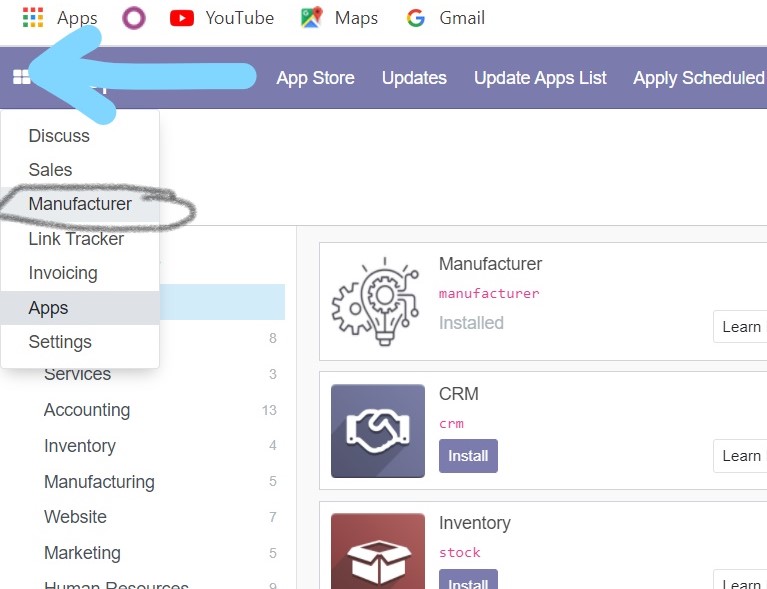 Apps YouTube Maps Gmail
App Store Updates Update Apps List Apply Scheduled
Discuss
Sales
Manufacturer
Link Tracker
Invoicing
Apps
Settings
8
Services 3
Accounting 13
Inventory 4
Manufacturing 5
Website 7
Marketing 5
Human Resources 9
Manufacturer
manufacturer
Installed
Learn
CRM
crm
Install
Learn
Inventory
stock
Install
Learn